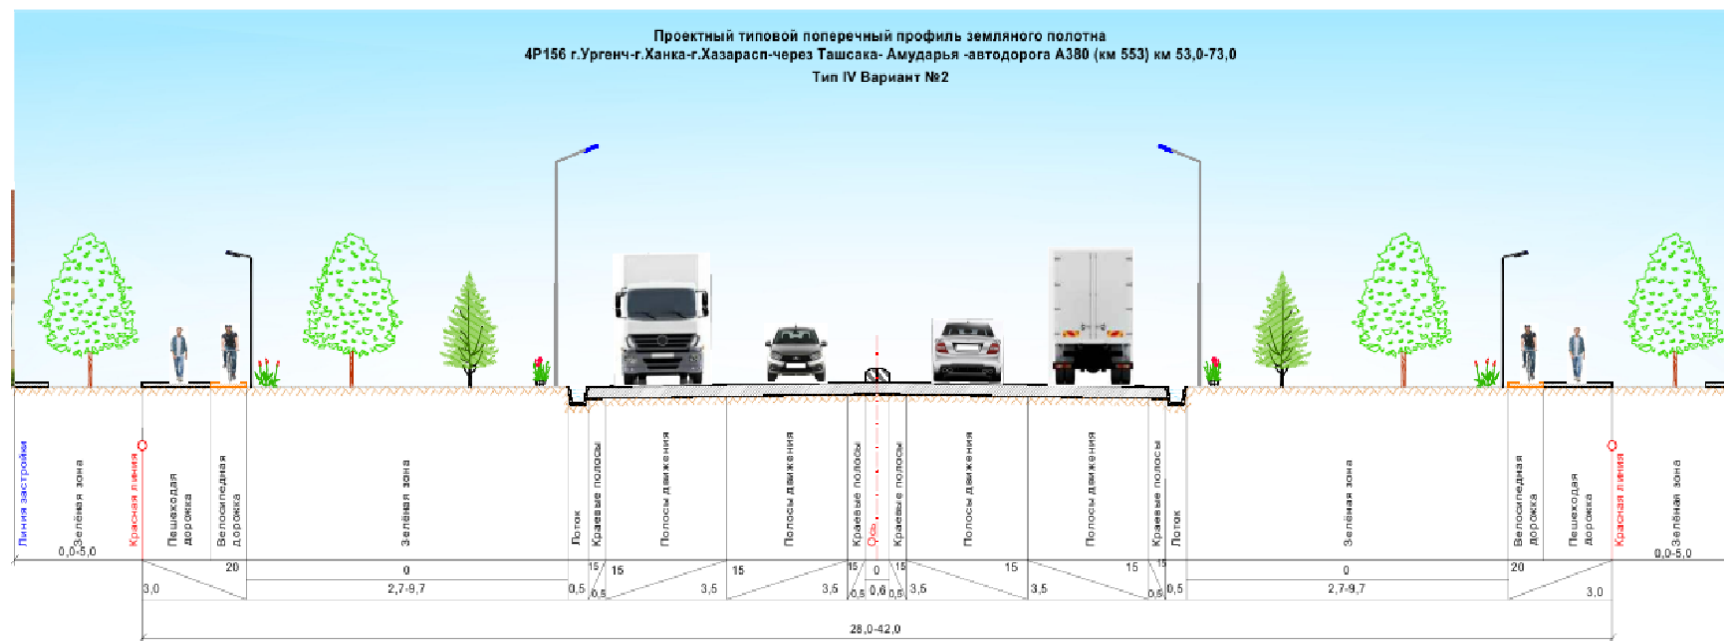 Проектный типовой поперечный профиль земляного полотна
4Р156 г.Ургенч-г.Ханка-г.Хазарасп-через Ташсака- Амударья -автодорога А380 (км 553) км 53,0-73,0
Тип IV Вариант №2
Линия застройки
Зелёная зона
Красная линия
Пешеходая
дорожка
Велосипедная
дорожка
Зелёная зона
Лоток
Краевые полосы
Полосы движения
Полосы движения
Краевые полосы
Ось
Краевые полосы
Полосы движения
Полосы движения
Краевые полосы
Лоток
Зелёная зона
Велосипедная
дорожка
Пешеходая
дорожка
Красная линия
Зелёная зона
0,0-5,0
0,0-5,0
20 0 15 15 15 15 0 15 15 15 15 0 20
3,0 2,7-9,7 0,5 0,5 3,5 3,5 0,5 0,6 0,5 3,5 3,5 0,5 0,5 2,7-9,7 3,0
28,0-42,0